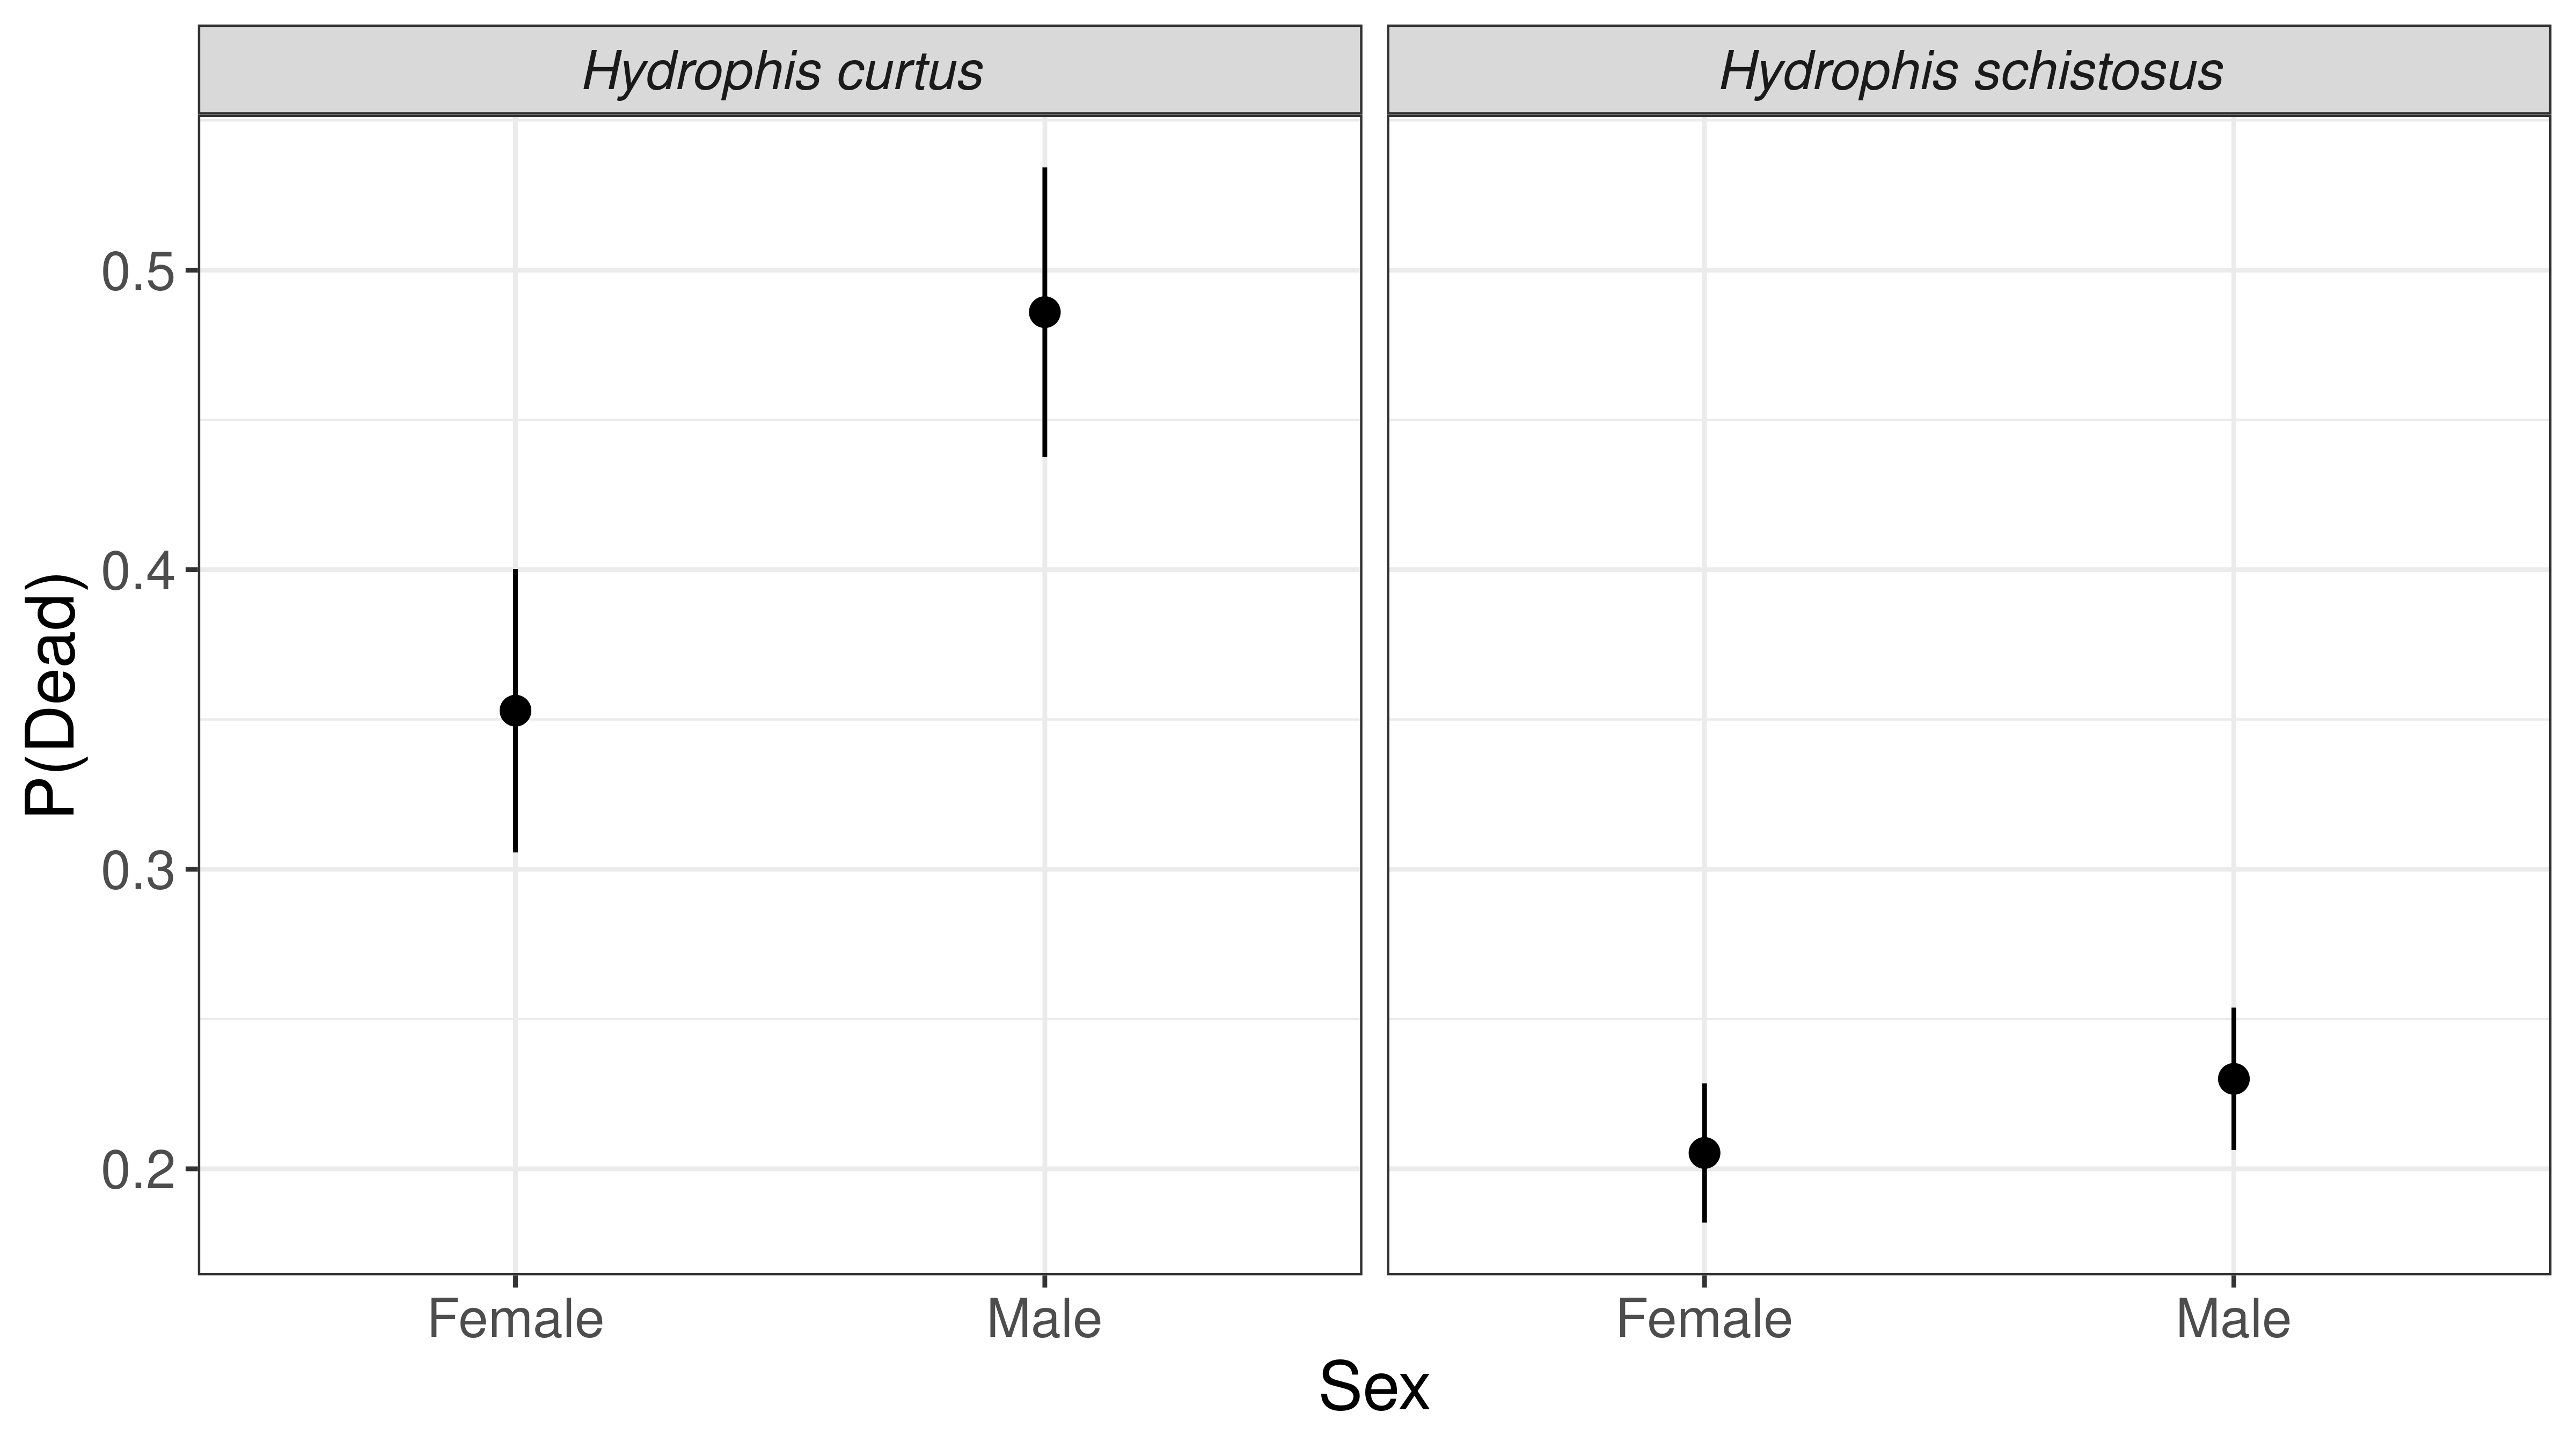 Hydrophis curtus
Hydrophis schistosus
P(Dead)
0.5
0.4
0.3
0.2
Female
Male
Female
Male
Sex